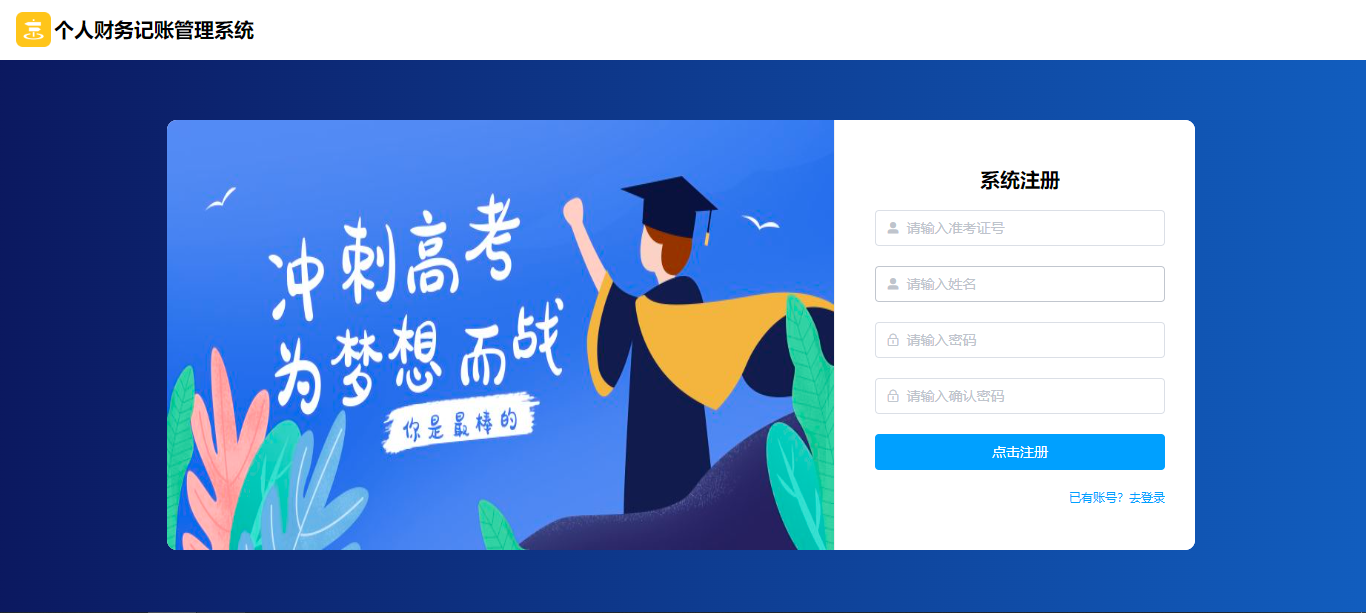 个人财务记账管理系统
冲刺高考
为梦想而战
你是最棒的
系统注册
请输入准考证号
请输入姓名
请输入密码
请输入确认密码
点击注册
已有账号？去登录